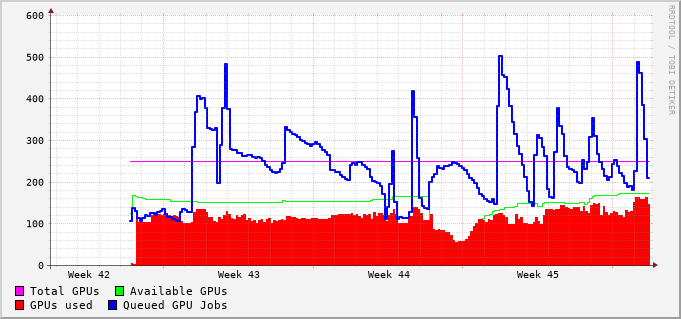 600
500
400
300
200
100
0
Week 42 Week 43 Week 44 Week 45
Total GPUs Available GPUs
GPUs used Queued GPU Jobs
RRDTOOL / TOBI OETIKER